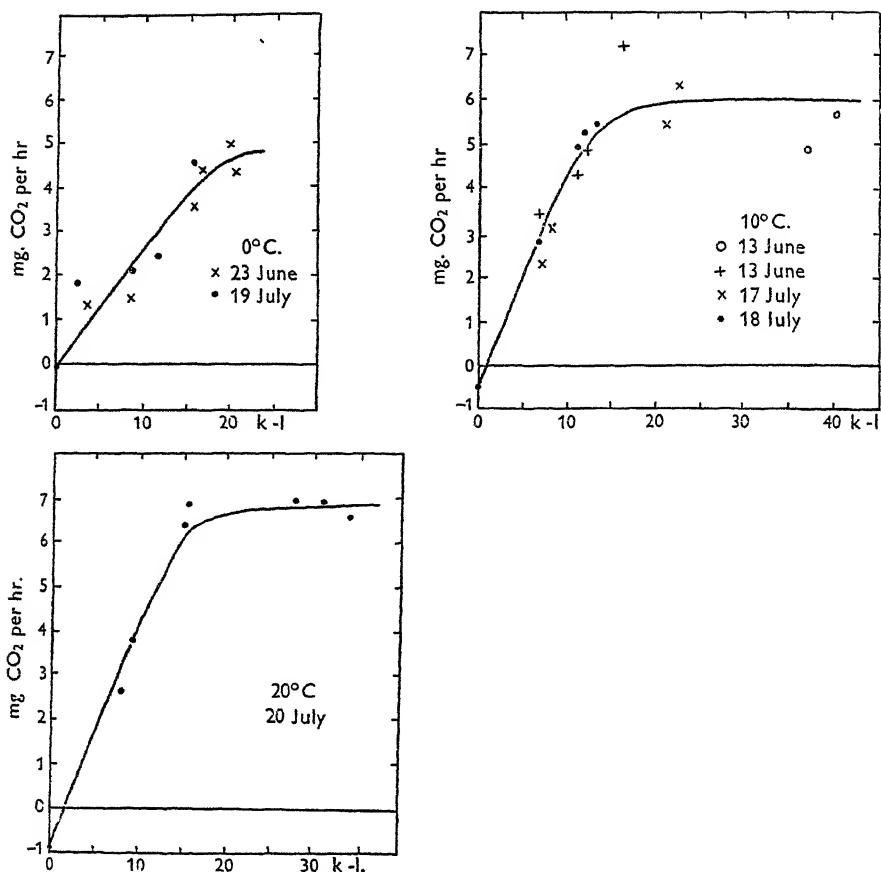 7
6
5
4
3
2
1
0
−1
mg. CO₂ per hr
0°C.
× 23 June
• 19 July
0 10 20 k -l
7
6
5
4
3
2
1
0
−1
mg. CO₂ per hr
10°C.
○ 13 June
+ 13 June
× 17 July
• 18 July
0 10 20 30 40 k -l
7
6
5
4
3
2
1
0
−1
mg CO₂ per hr.
20°C
20 July
0 10 20 30 k -l.